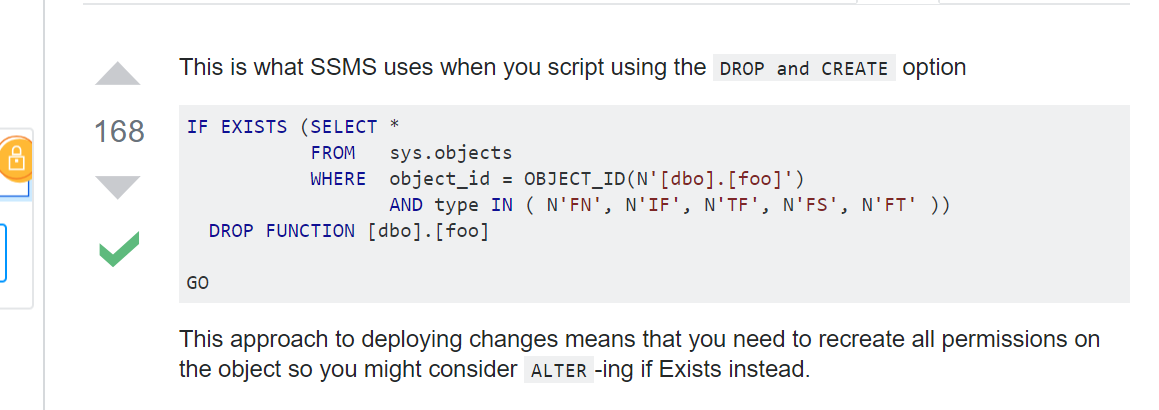 This is what SSMS uses when you script using the DROP and CREATE option
168
IF EXISTS (SELECT *
FROM   sys.objects
WHERE  object_id = OBJECT_ID(N'[dbo].[foo]')
AND type IN ( N'FN', N'IF', N'TF', N'FS', N'FT' ))
DROP FUNCTION [dbo].[foo]
GO
This approach to deploying changes means that you need to recreate all permissions on
the object so you might consider ALTER -ing if Exists instead.